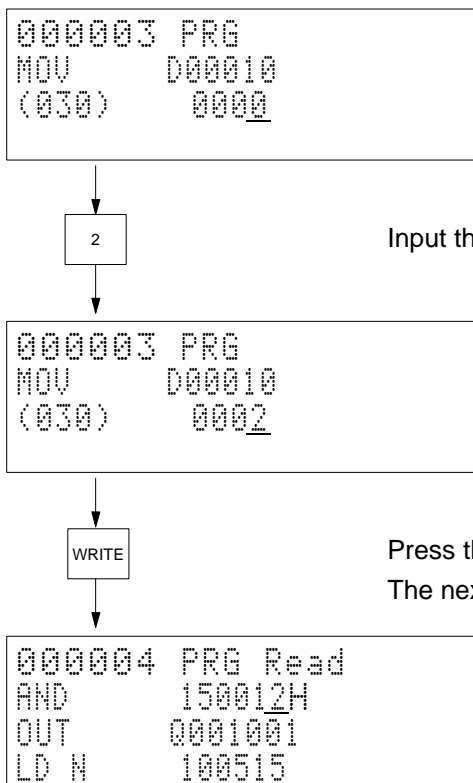 000003 PRG
MOV D00010
(030) 0000
2
Input th
000003 PRG
MOV D00010
(030) 0002
WRITE
Press th
The nex
000004 PRG Read
AND 150012H
OUT Q001001
LD N 100515